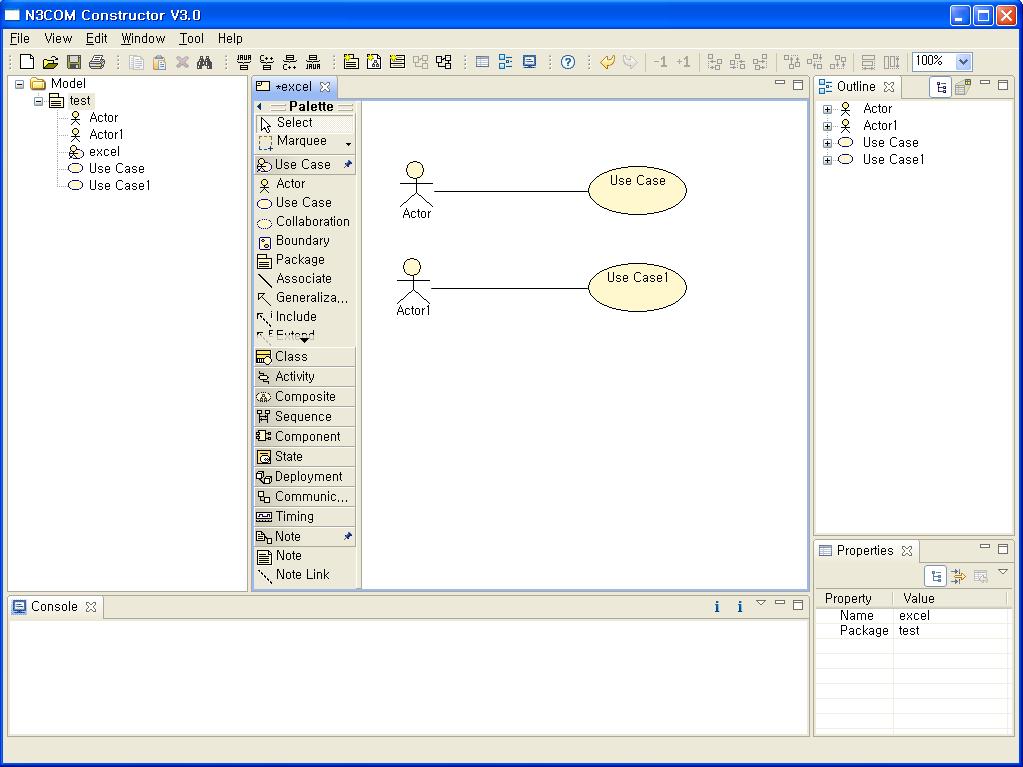 N3COM Constructor V3.0
File View Edit Window Tool Help
JAVA C++ C++ JAVA -1 +1 100%
Model
test
Actor
Actor1
excel
Use Case
Use Case1
*excel
Palette
Select
Marquee
Use Case
Actor
Use Case
Collaboration
Boundary
Package
Associate
Generaliza...
Include
Extend
Class
Activity
Composite
Sequence
Component
State
Deployment
Communic...
Timing
Note
Note
Note Link
Actor
Use Case
Actor1
Use Case1
Outline
Actor
Actor1
Use Case
Use Case1
Properties
Property Value
Name excel
Package test
Console